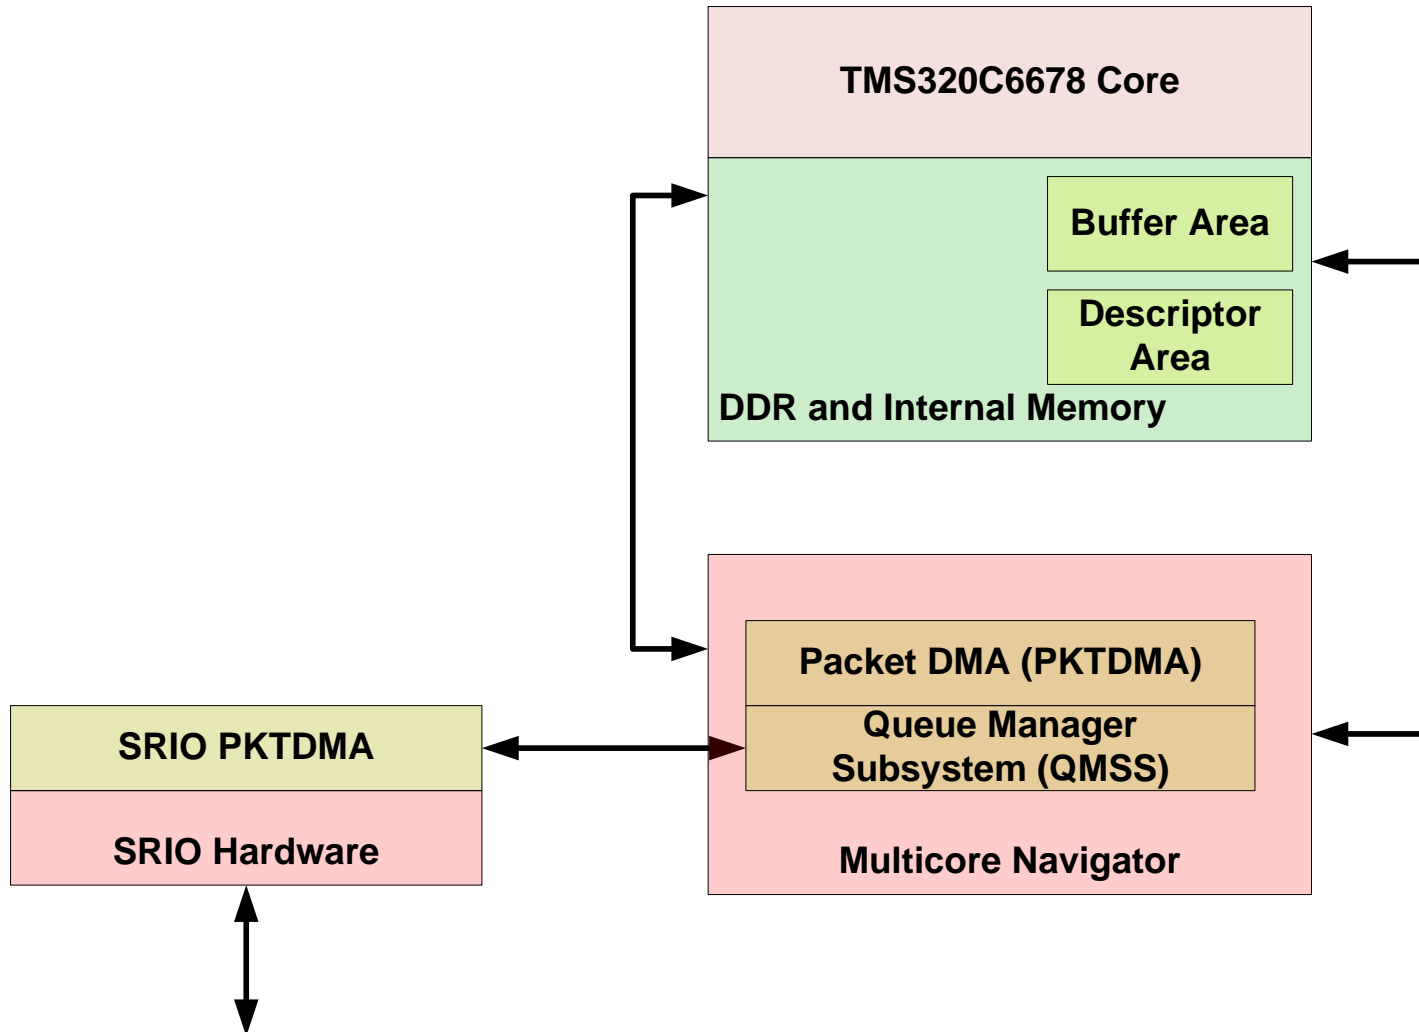 TMS320C6678 Core
Buffer Area
Descriptor
Area
DDR and Internal Memory
Packet DMA (PKTDMA)
Queue Manager
Subsystem (QMSS)
Multicore Navigator
SRIO PKTDMA
SRIO Hardware